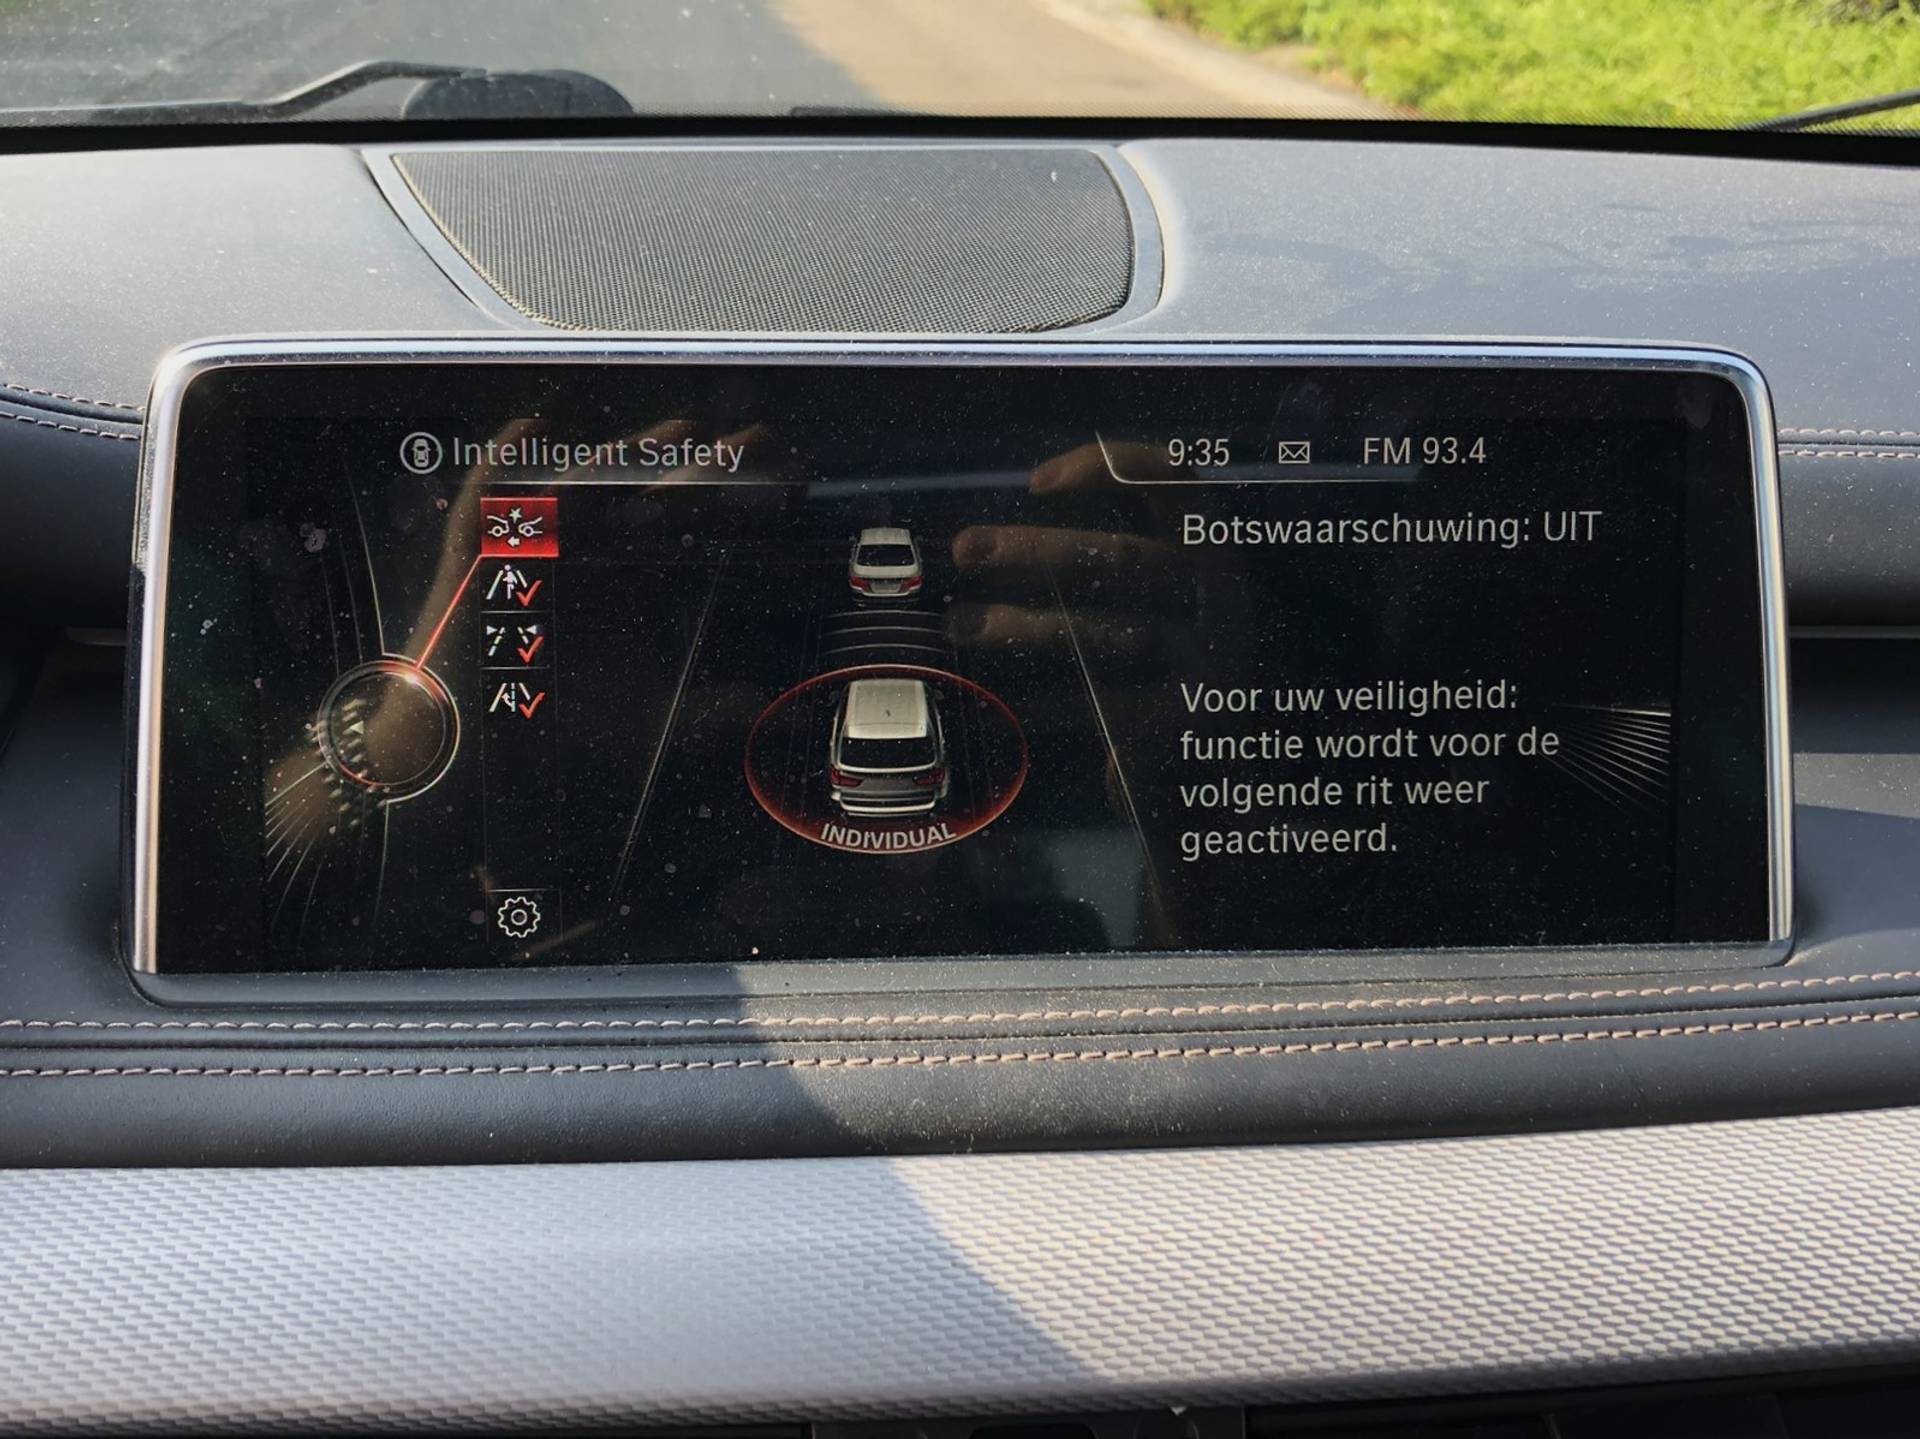 Intelligent Safety
9:35 FM 93.4
Botswaarschuwing: UIT
Voor uw veiligheid:
functie wordt voor de
volgende rit weer
geactiveerd.
INDIVIDUAL